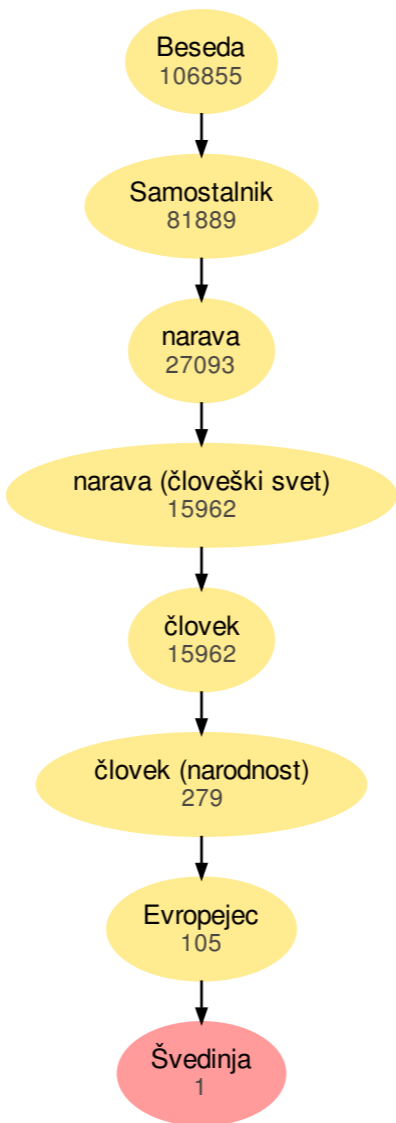 Beseda
106855
Samostalnik
81889
narava
27093
narava (človeški svet)
15962
človek
15962
človek (narodnost)
279
Evropejec
105
Švedinja
1